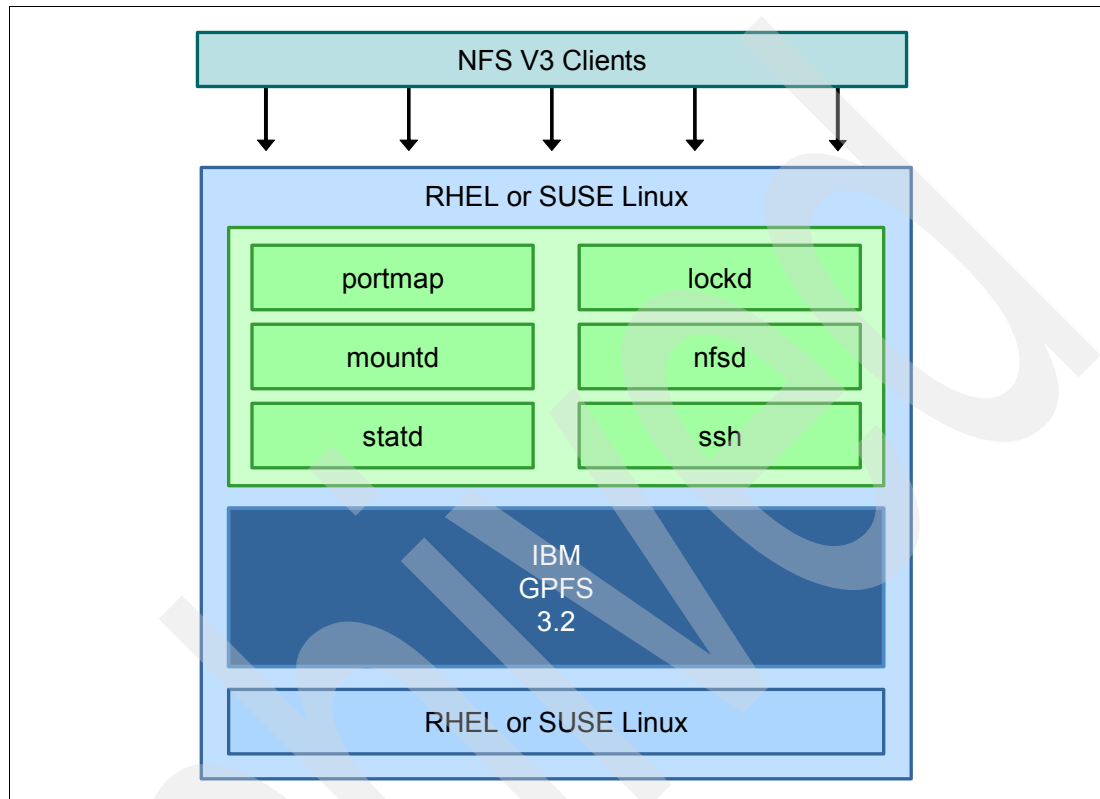 NFS V3 Clients
RHEL or SUSE Linux
portmap
lockd
mountd
nfsd
statd
ssh
IBM
GPFS
3.2
RHEL or SUSE Linux